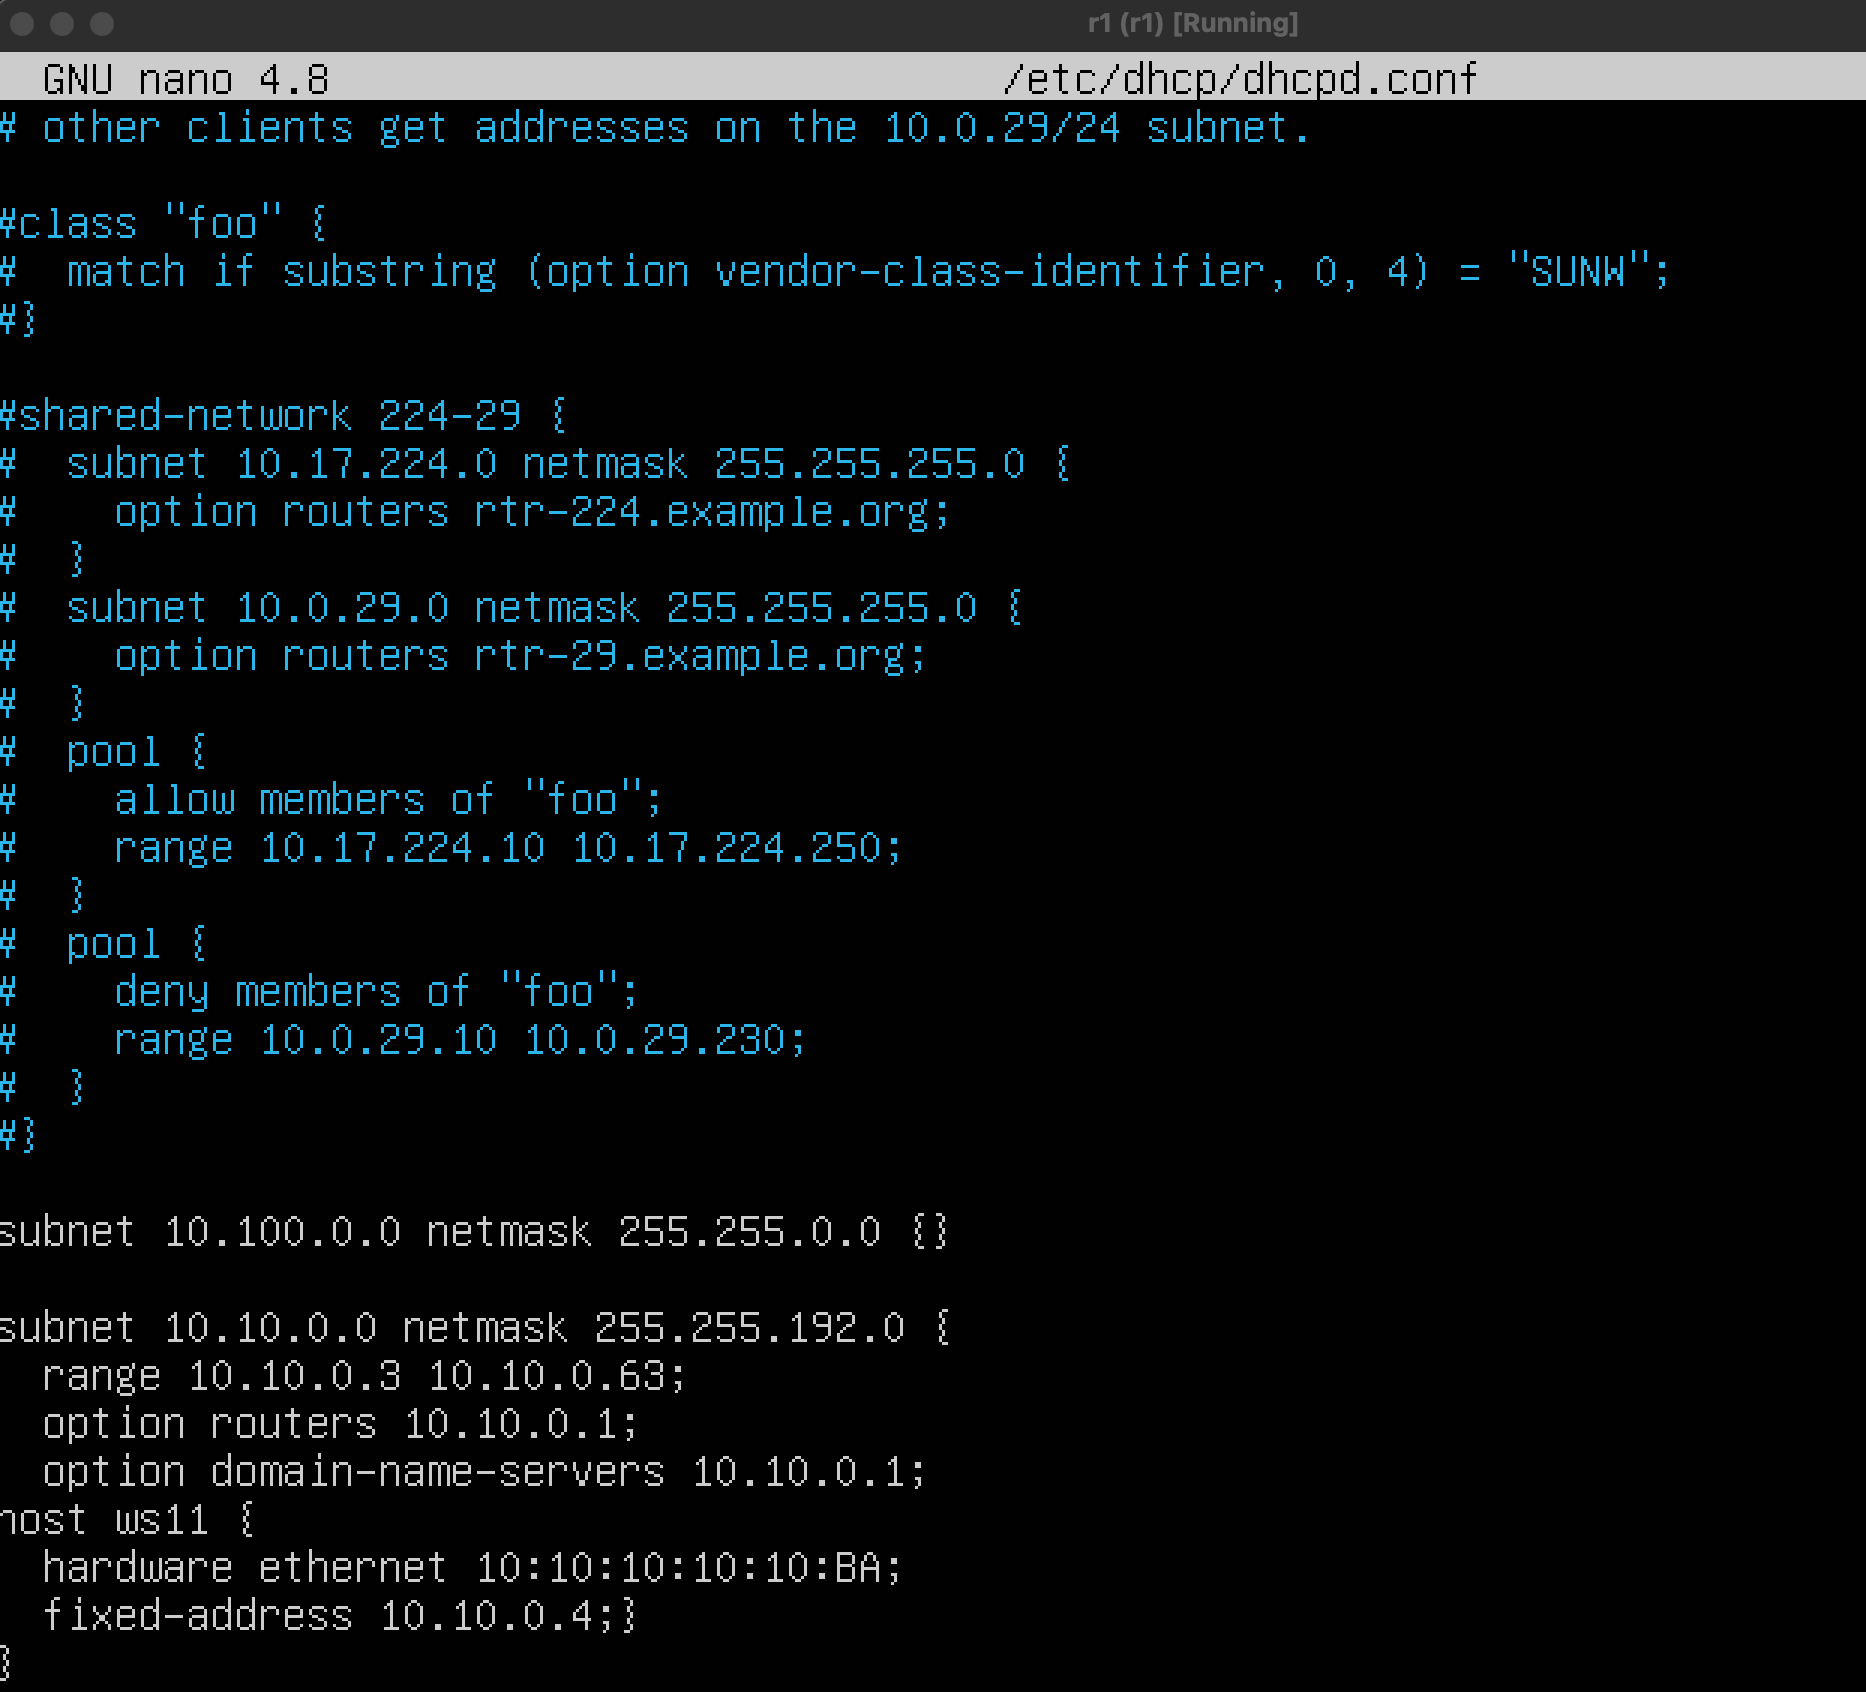 r1 (r1) [Running]
GNU nano 4.8 /etc/dhcp/dhcpd.conf
# other clients get addresses on the 10.0.29/24 subnet.
#class "foo" {
#  match if substring (option vendor-class-identifier, 0, 4) = "SUNW";
#}
#shared-network 224-29 {
#  subnet 10.17.224.0 netmask 255.255.255.0 {
#    option routers rtr-224.example.org;
#  }
#  subnet 10.0.29.0 netmask 255.255.255.0 {
#    option routers rtr-29.example.org;
#  }
#  pool {
#    allow members of "foo";
#    range 10.17.224.10 10.17.224.250;
#  }
#  pool {
#    deny members of "foo";
#    range 10.0.29.10 10.0.29.230;
#  }
#}
subnet 10.100.0.0 netmask 255.255.0.0 {}
subnet 10.10.0.0 netmask 255.255.192.0 {
  range 10.10.0.3 10.10.0.63;
  option routers 10.10.0.1;
  option domain-name-servers 10.10.0.1;
host ws11 {
  hardware ethernet 10:10:10:10:10:BA;
  fixed-address 10.10.0.4;}
}